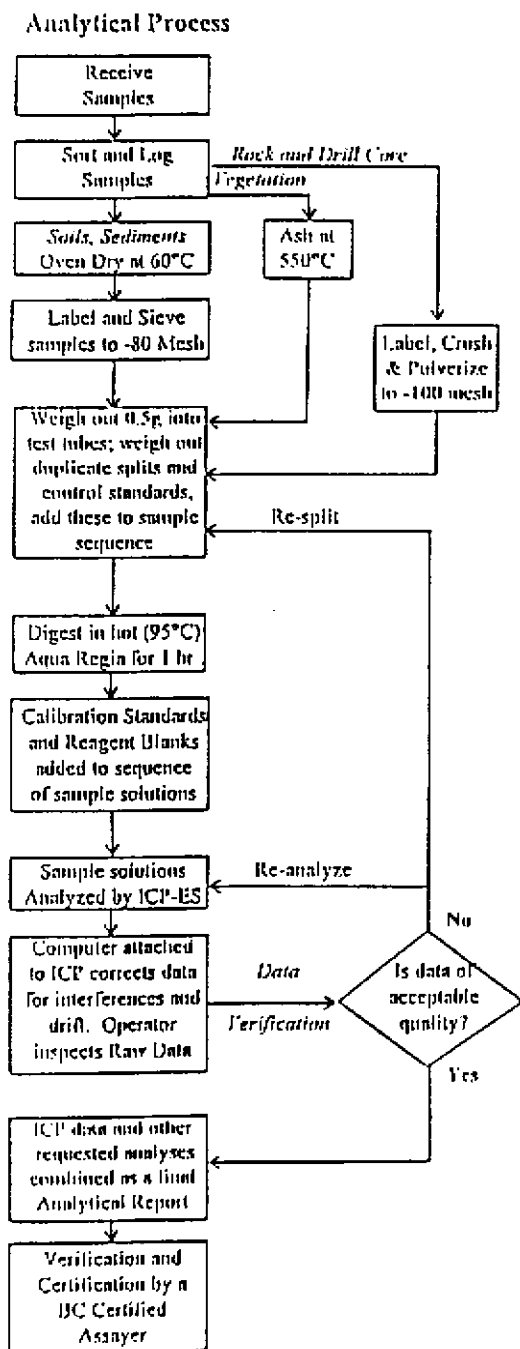 Analytical Process
Receive
Samples
Sort and Log
Samples
Rock and Drill Core
Vegetation
Soils, Sediments
Oven Dry at 60°C
Ash at
550°C
Label and Sieve
samples to -80 Mesh
Label, Crush
& Pulverize
to -100 mesh
Weigh out 0.5g into
test tubes; weigh out
duplicate splits and
control standards,
add these to sample
sequence
Re-split
Digest in hot (95°C)
Aqua Regia for 1 hr
Calibration Standards
and Reagent Blanks
added to sequence
of sample solutions
Sample solutions
Analyzed by ICP-ES
Re-analyze
No
Computer attached
to ICP corrects data
for interferences and
drift. Operator
inspects Raw Data
Data
Verification
Is data of
acceptable
quality?
Yes
ICP data and other
requested analyses
combined as a final
Analytical Report
Verification and
Certification by a
BC Certified
Assayer